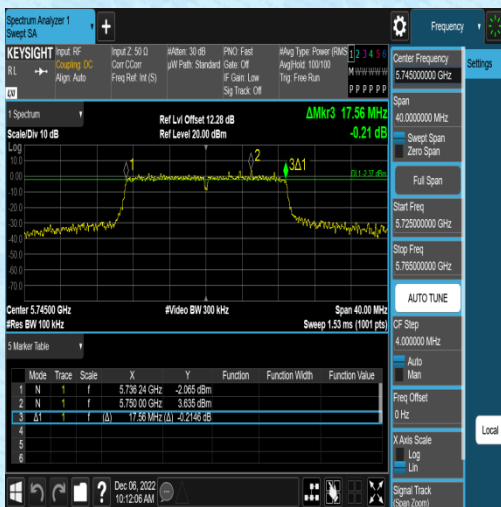 Spectrum Analyzer 1
Swept SA
Frequency
KEYSIGHT
RL
Input: RF
Coupling: DC
Align: Auto
Input Z: 50 Ω
Corr CCorr
Freq Ref: Int (S)
#Atten: 30 dB
µW Path: Standard
PNO: Fast
Gate: Off
IF Gain: Low
Sig Track: Off
#Avg Type: Power (RMS
Avg|Hold: 100/100
Trig: Free Run
1 2 3 4 5 6
M W W W W W
P P P P P P
Center Frequency
5.745000000 GHz
Settings
Span
40.0000000 MHz
Swept Span
Zero Span
Full Span
Start Freq
5.725000000 GHz
Stop Freq
5.765000000 GHz
AUTO TUNE
CF Step
4.000000 MHz
Auto
Man
Freq Offset
0 Hz
X Axis Scale
Log
Lin
Signal Track
(Span Zoom)
Local
1 Spectrum
Scale/Div 10 dB
Ref Lvl Offset 12.28 dB
Ref Level 20.00 dBm
ΔMkr3 17.56 MHz
-0.21 dB
Log
10.0
0.00
-10.0
-20.0
-30.0
-40.0
-50.0
-60.0
-70.0
1
2
3Δ1
DL1 -2.37 dBm
Center 5.74500 GHz
#Res BW 100 kHz
#Video BW 300 kHz
Span 40.00 MHz
Sweep 1.53 ms (1001 pts)
5 Marker Table
Mode Trace Scale X Y Function Function Width Function Value
1 N 1 f 5.736 24 GHz -2.065 dBm
2 N 1 f 5.750 00 GHz 3.635 dBm
3 Δ1 1 f (Δ) 17.56 MHz (Δ) -0.2146 dB
4
5
6
?
Dec 06, 2022
10:12:06 AM